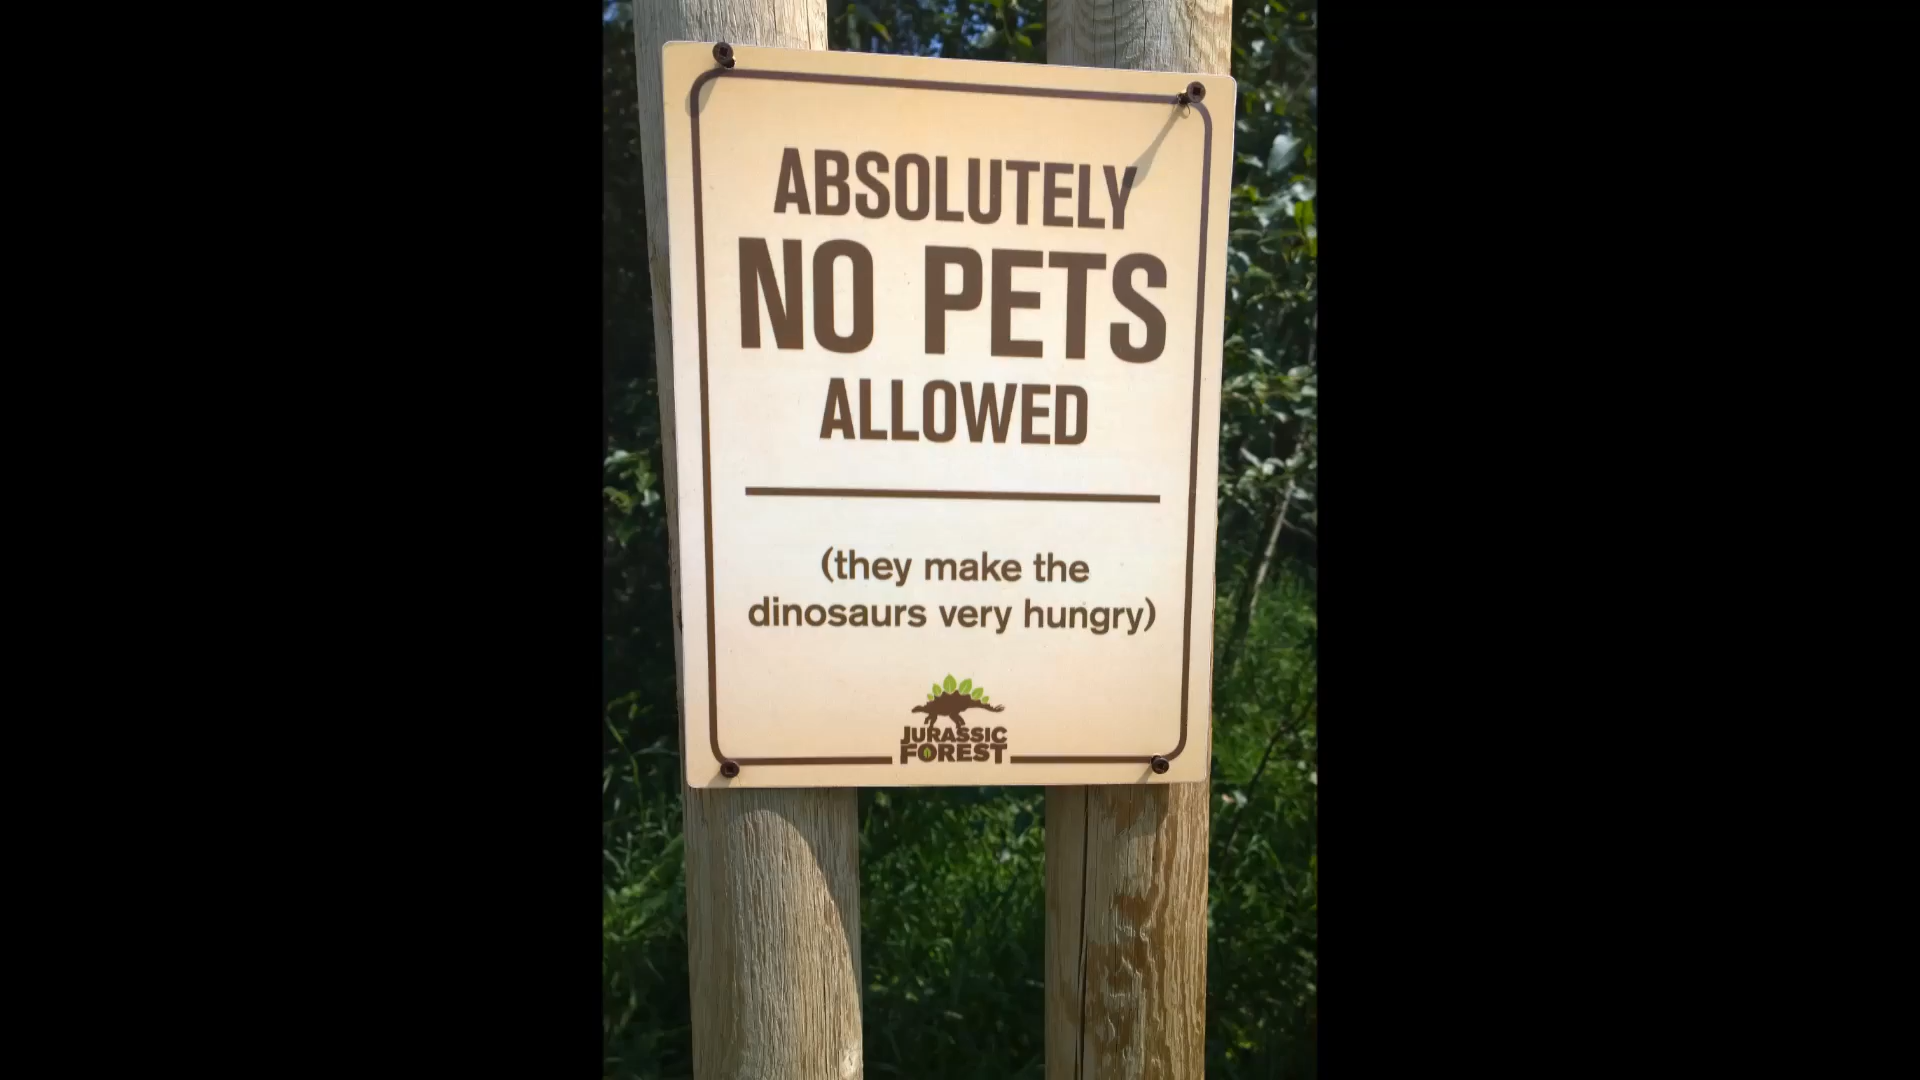 ABSOLUTELY
NO PETS
ALLOWED
(they make the
dinosaurs very hungry)
JURASSIC
FOREST